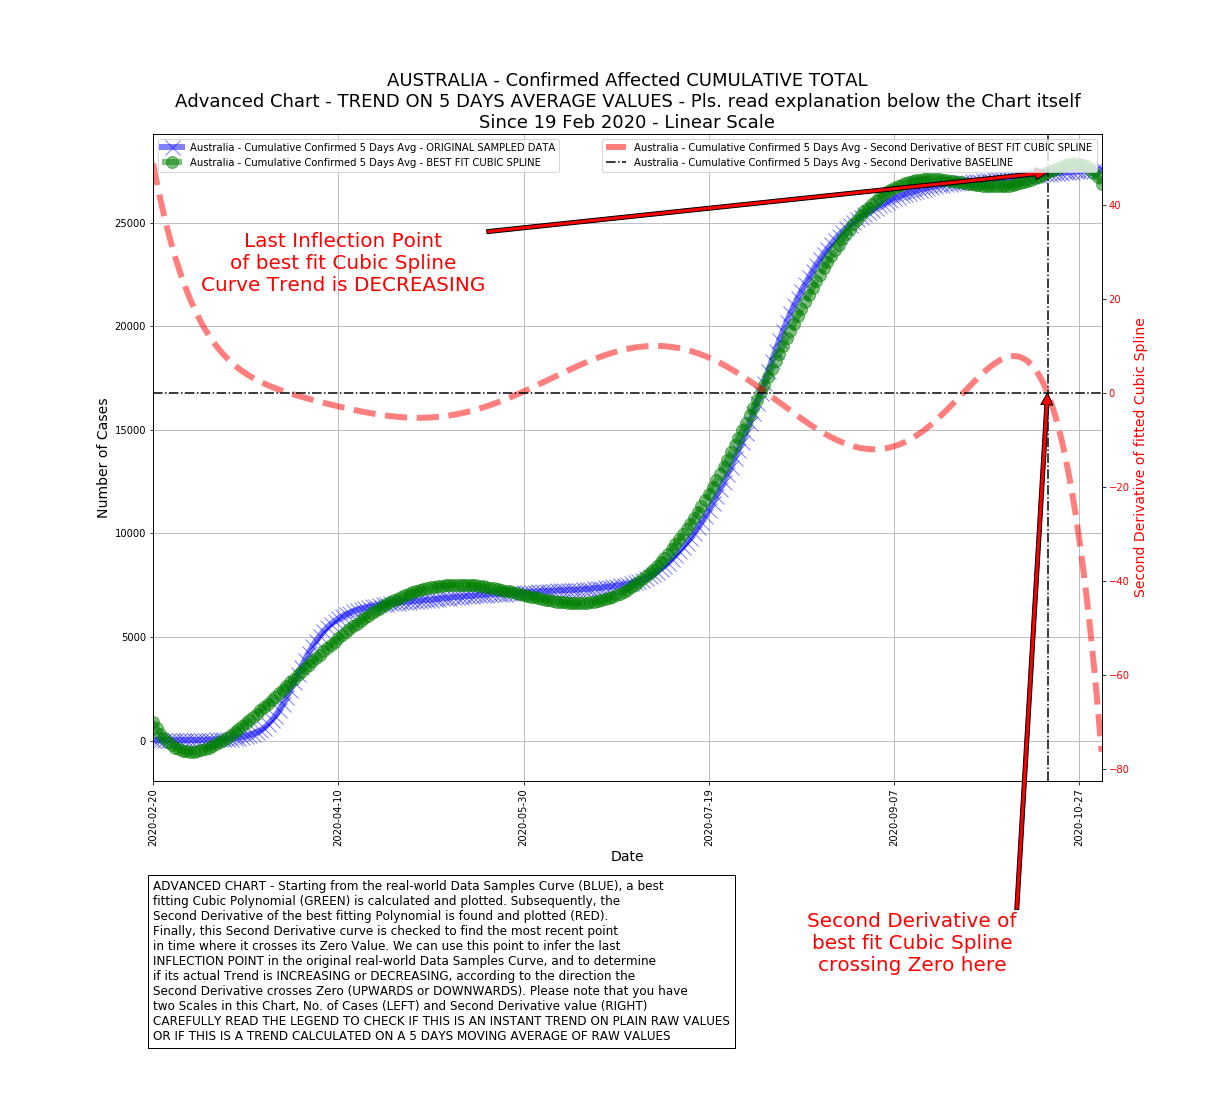 AUSTRALIA - Confirmed Affected CUMULATIVE TOTAL
Advanced Chart - TREND ON 5 DAYS AVERAGE VALUES - Pls. read explanation below the Chart itself
Since 19 Feb 2020 - Linear Scale
Australia - Cumulative Confirmed 5 Days Avg - ORIGINAL SAMPLED DATA
Australia - Cumulative Confirmed 5 Days Avg - BEST FIT CUBIC SPLINE
Australia - Cumulative Confirmed 5 Days Avg - Second Derivative of BEST FIT CUBIC SPLINE
Australia - Cumulative Confirmed 5 Days Avg - Second Derivative BASELINE
Last Inflection Point
of best fit Cubic Spline
Curve Trend is DECREASING
Number of Cases
25000
20000
15000
10000
5000
0
40
20
0
−20
−40
−60
−80
Second Derivative of fitted Cubic Spline
2020-02-20
2020-04-10
2020-05-30
2020-07-19
2020-09-07
2020-10-27
Date
ADVANCED CHART - Starting from the real-world Data Samples Curve (BLUE), a best
fitting Cubic Polynomial (GREEN) is calculated and plotted. Subsequently, the
Second Derivative of the best fitting Polynomial is found and plotted (RED).
Finally, this Second Derivative curve is checked to find the most recent point
in time where it crosses its Zero Value. We can use this point to infer the last
INFLECTION POINT in the original real-world Data Samples Curve, and to determine
if its actual Trend is INCREASING or DECREASING, according to the direction the
Second Derivative crosses Zero (UPWARDS or DOWNWARDS). Please note that you have
two Scales in this Chart, No. of Cases (LEFT) and Second Derivative value (RIGHT)
CAREFULLY READ THE LEGEND TO CHECK IF THIS IS AN INSTANT TREND ON PLAIN RAW VALUES
OR IF THIS IS A TREND CALCULATED ON A 5 DAYS MOVING AVERAGE OF RAW VALUES
Second Derivative of
best fit Cubic Spline
crossing Zero here